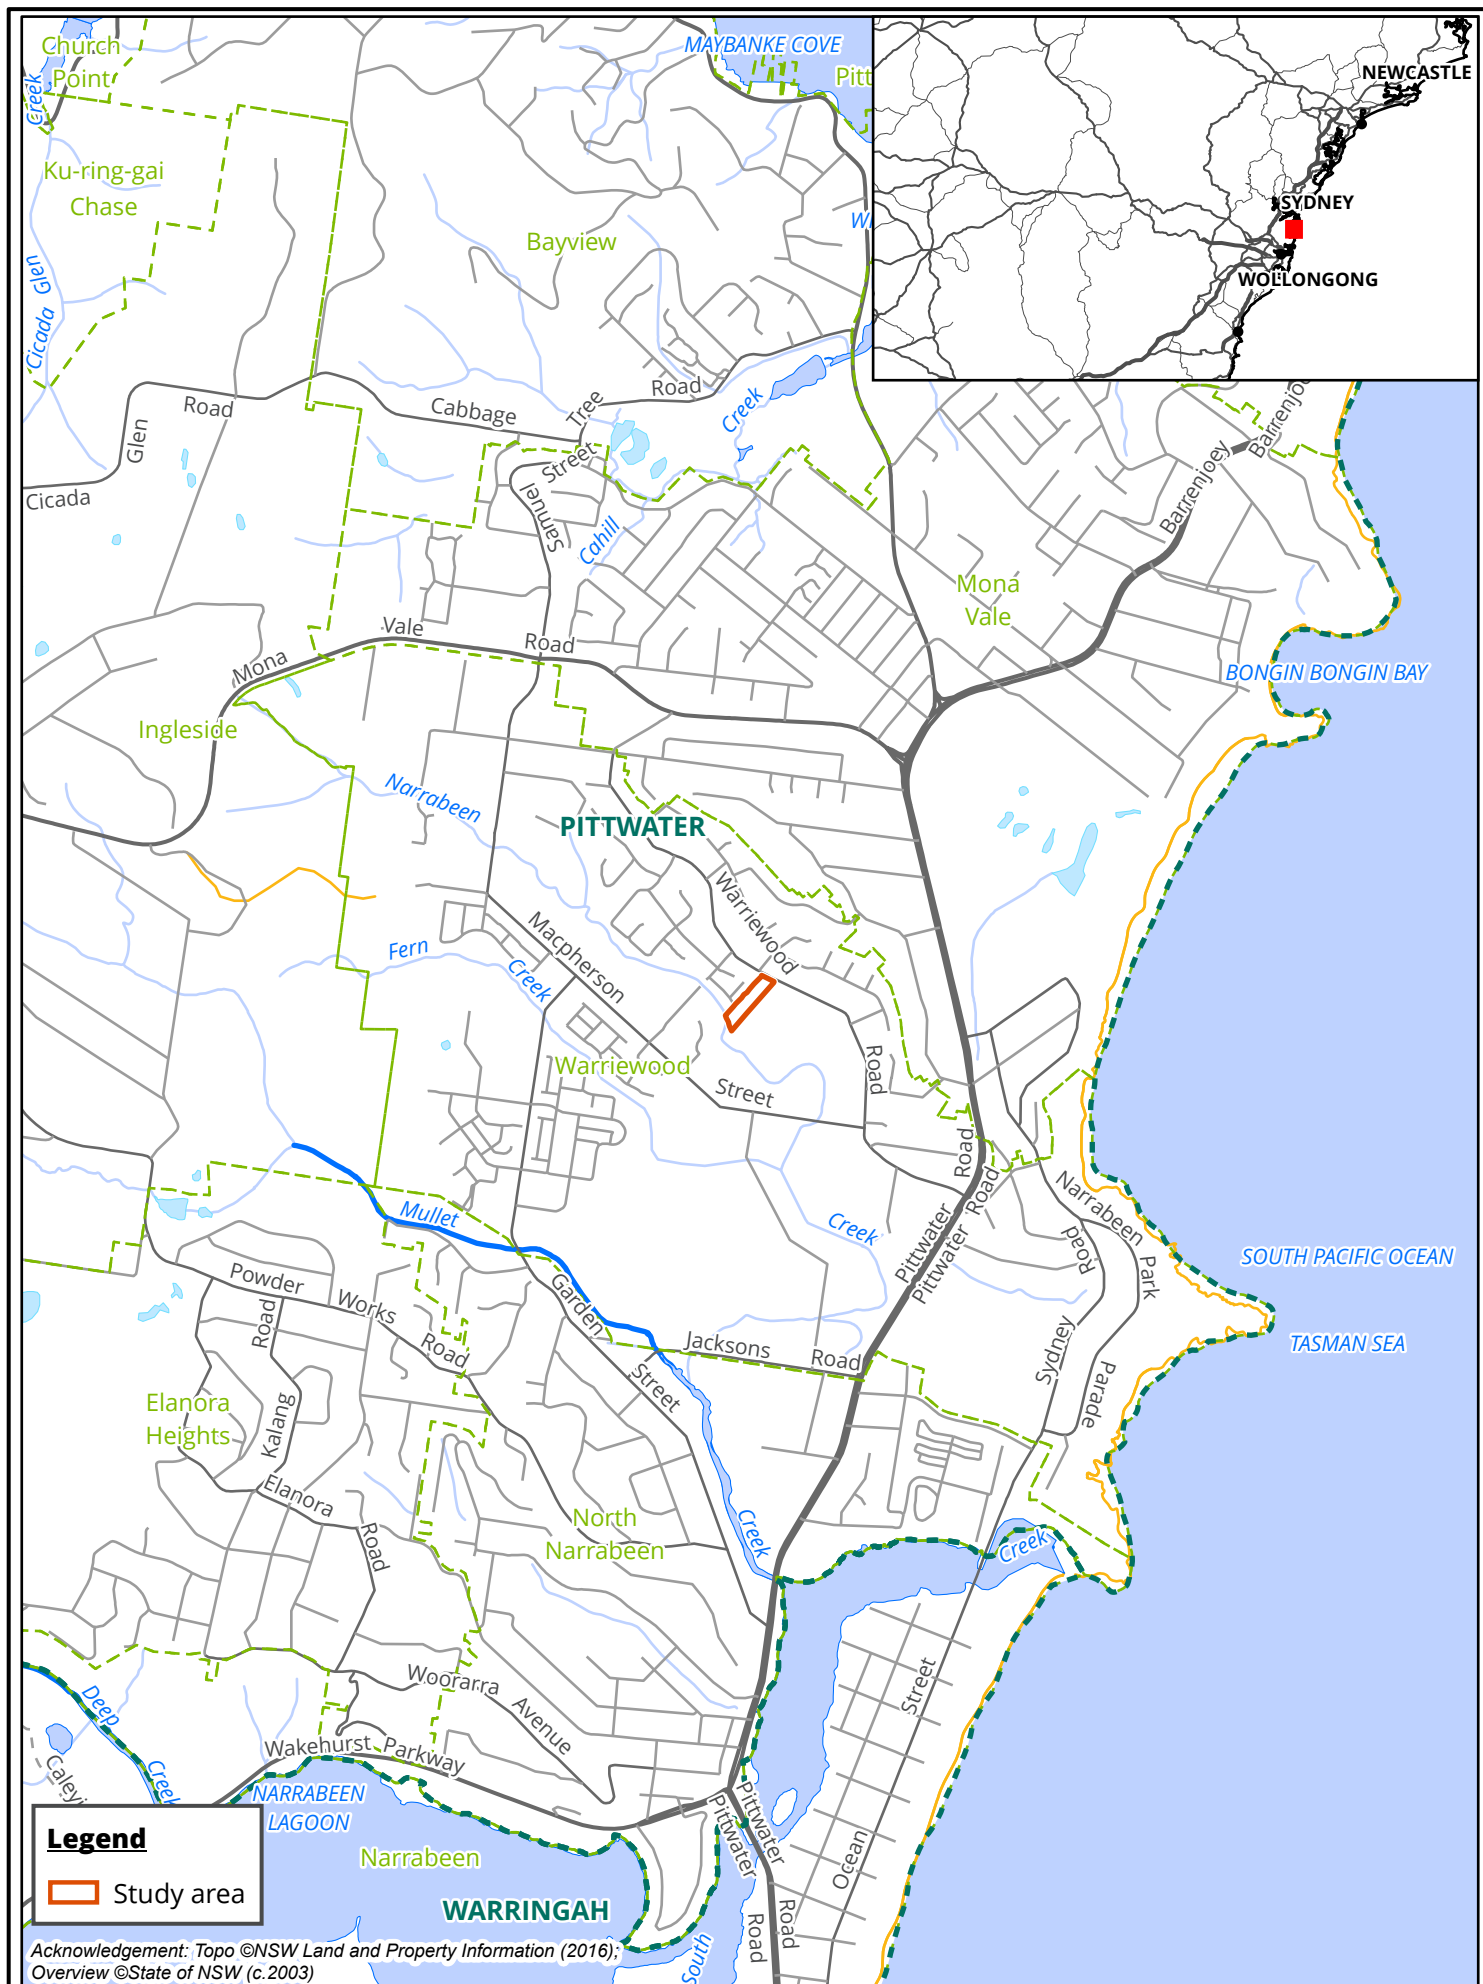 Church
Point
Creek
MAYBANKE COVE
Pitt
NEWCASTLE
SYDNEY
WOLLONGONG
Ku-ring-gai
Chase
Bayview
Cicada Glen
Glen
Road
Cicada
Cabbage
Tree
Road
Creek
Street
Samuel
Cahill
Barrenjoey
Mona
Vale
Mona
Vale
Road
BONGIN BONGIN BAY
Ingleside
Narrabeen
PITTWATER
Warriewood
Macpherson
Fern
Creek
Warriewood
Street
Road
Road
Pittwater
Pittwater
Road
Narrabeen
Park
Road
Sydney
Parade
Creek
Mullet
SOUTH PACIFIC OCEAN
TASMAN SEA
Powder
Works
Road
Road
Kalang
Garden
Street
Jacksons
Road
Elanora
Heights
Elanora
Road
North
Narrabeen
Creek
Creek
Street
Ocean
Woorarra
Avenue
Wakehurst
Parkway
Deep
Creek
NARRABEEN
LAGOON
Narrabeen
WARRINGAH
Pittwater
Pittwater
Road
Road
South
Legend
Study area
Acknowledgement: Topo ©NSW Land and Property Information (2016);
Overview ©State of NSW (c.2003)